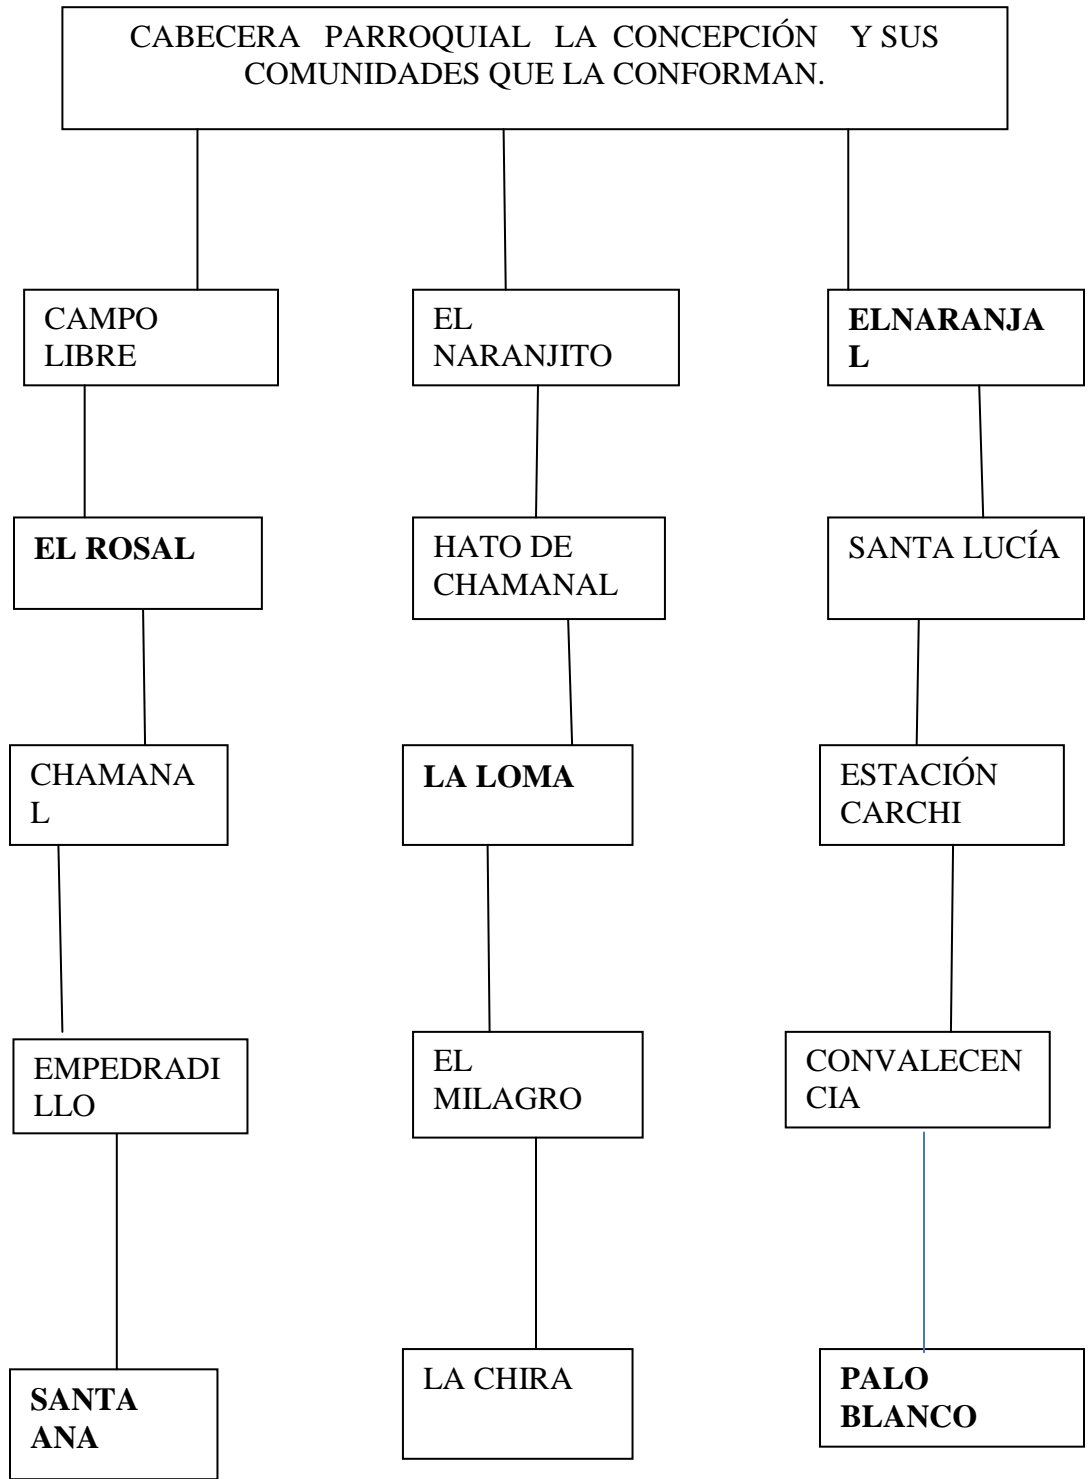 CABECERA PARROQUIAL LA CONCEPCIÓN Y SUS
COMUNIDADES QUE LA CONFORMAN.
CAMPO
LIBRE
EL
NARANJITO
ELNARANJA
L
EL ROSAL
HATO DE
CHAMANAL
SANTA LUCÍA
CHAMANA
L
LA LOMA
ESTACIÓN
CARCHI
EMPEDRADI
LLO
EL
MILAGRO
CONVALECEN
CIA
SANTA
ANA
LA CHIRA
PALO
BLANCO